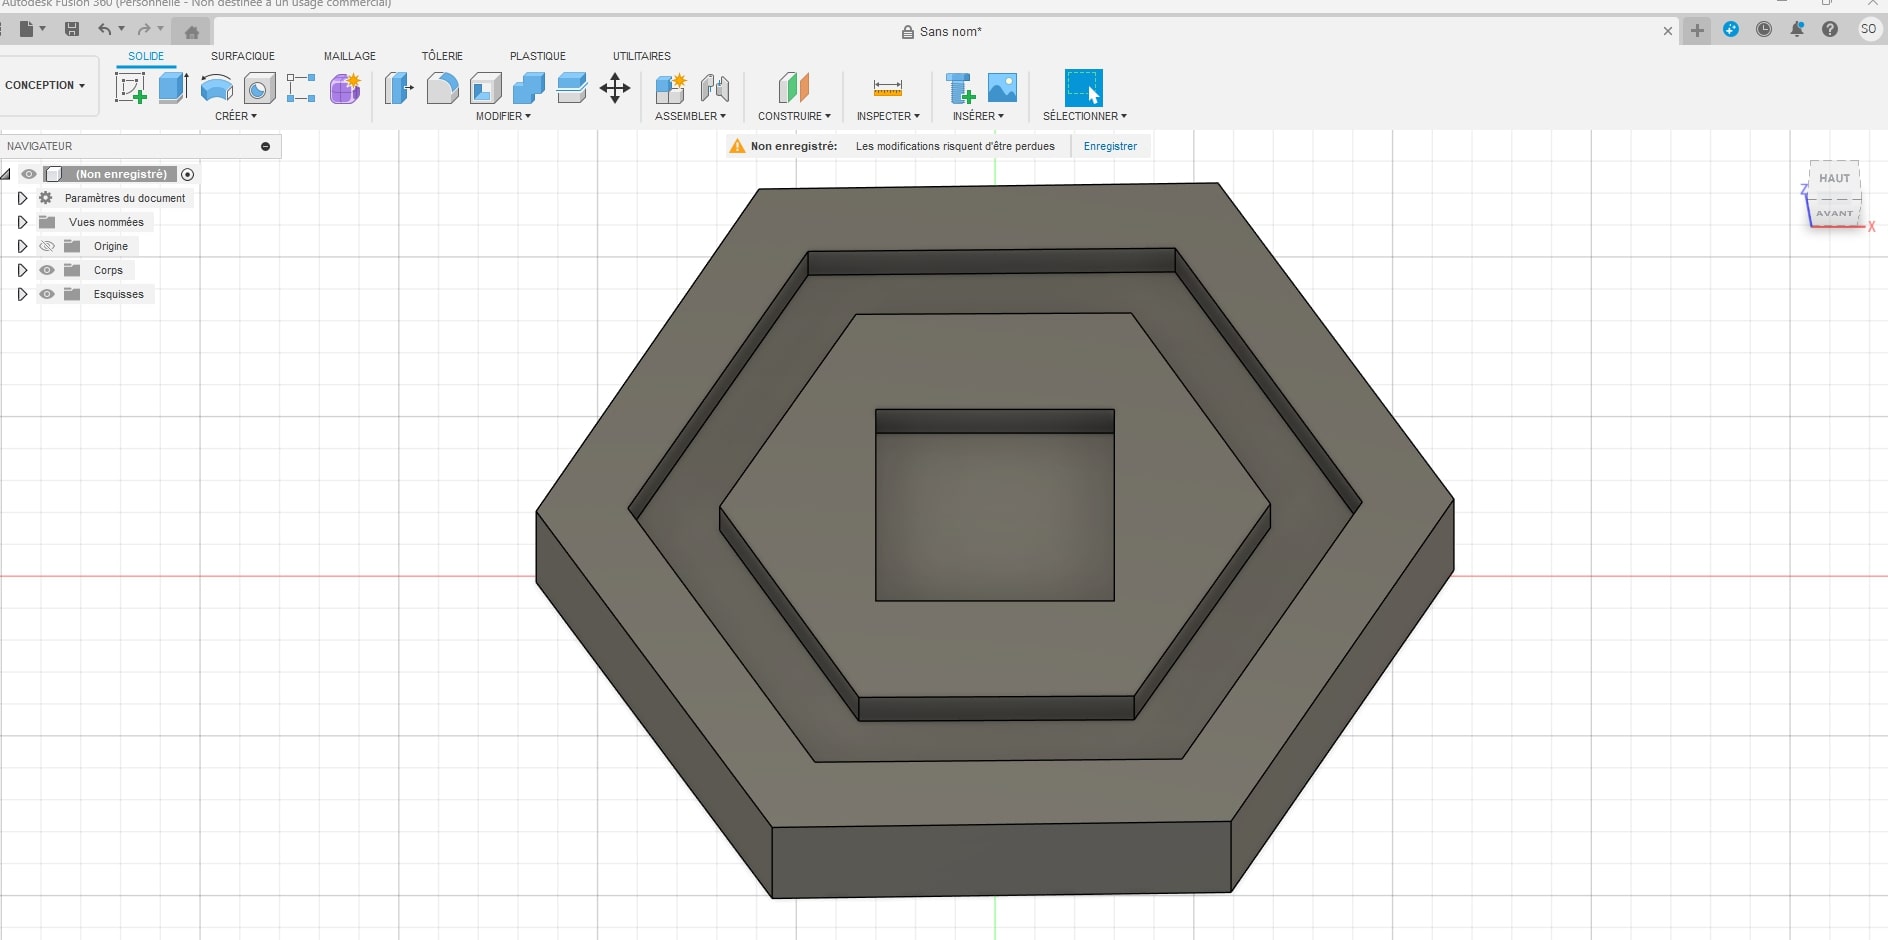 Autodesk Fusion 360 (Personnelle - Non destinée à un usage commercial)
Sans nom*
SO
SOLIDE SURFACIQUE MAILLAGE TÔLERIE PLASTIQUE UTILITAIRES
CONCEPTION
CRÉER MODIFIER ASSEMBLER CONSTRUIRE INSPECTER INSÉRER SÉLECTIONNER
NAVIGATEUR
Non enregistré: Les modifications risquent d'être perdues Enregistrer
(Non enregistré)
Paramètres du document
Vues nommées
Origine
Corps
Esquisses
HAUT
Z
AVANT
X